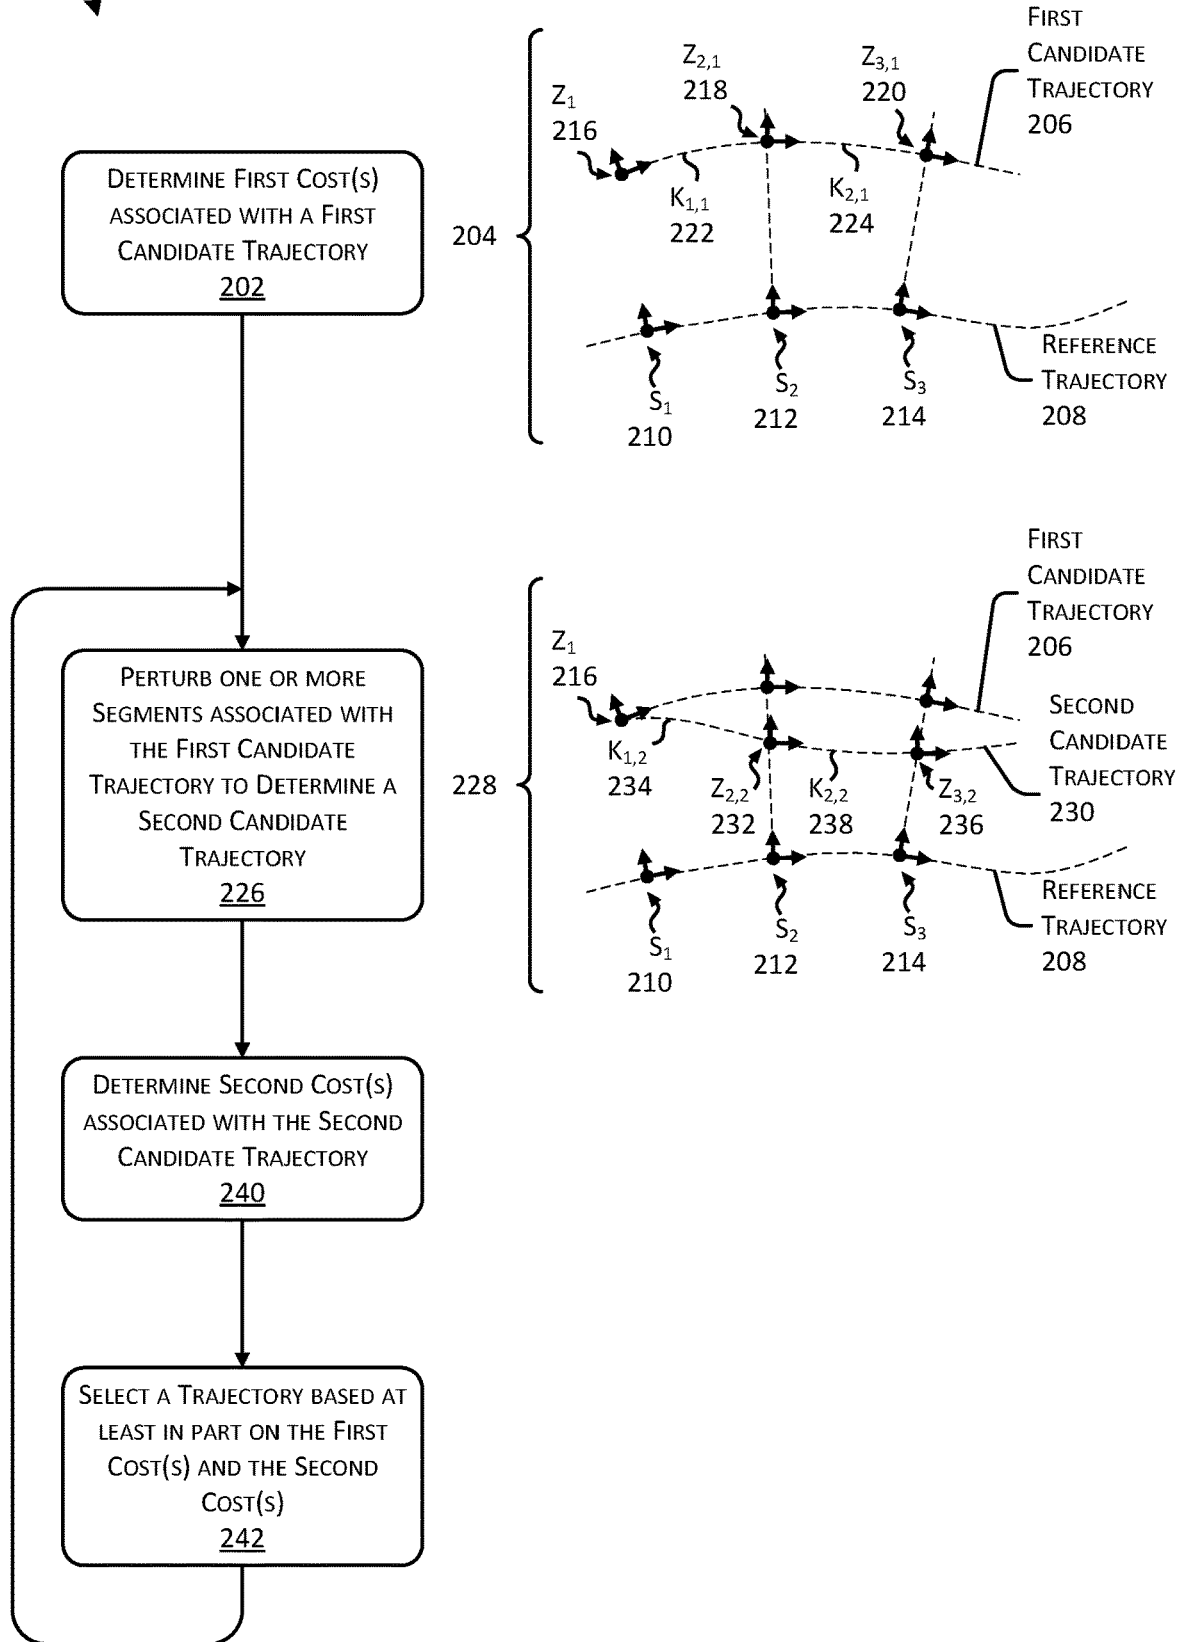 DETERMINE FIRST COST(S)
ASSOCIATED WITH A FIRST
CANDIDATE TRAJECTORY
202
204
Z1
216
Z2,1
218
Z3,1
220
FIRST
CANDIDATE
TRAJECTORY
206
K1,1
222
K2,1
224
S1
210
S2
212
S3
214
REFERENCE
TRAJECTORY
208
PERTURB ONE OR MORE
SEGMENTS ASSOCIATED WITH
THE FIRST CANDIDATE
TRAJECTORY TO DETERMINE A
SECOND CANDIDATE
TRAJECTORY
226
228
Z1
216
FIRST
CANDIDATE
TRAJECTORY
206
SECOND
CANDIDATE
TRAJECTORY
230
K1,2
234
Z2,2
232
K2,2
238
Z3,2
236
S1
210
S2
212
S3
214
REFERENCE
TRAJECTORY
208
DETERMINE SECOND COST(S)
ASSOCIATED WITH THE SECOND
CANDIDATE TRAJECTORY
240
SELECT A TRAJECTORY BASED AT
LEAST IN PART ON THE FIRST
COST(S) AND THE SECOND
COST(S)
242